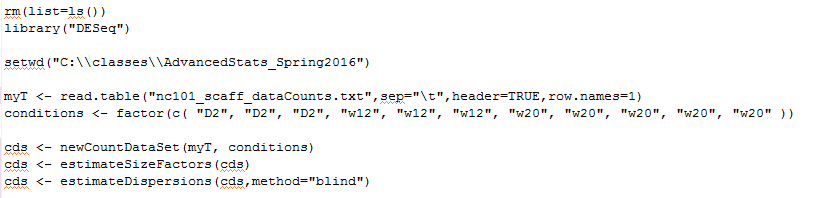 rm(list=ls())
library("DESeq")
setwd("C:\\classes\\AdvancedStats_Spring2016")
myT <- read.table("nc101_scaff_dataCounts.txt",sep="\t",header=TRUE,row.names=1)
conditions <- factor(c( "D2", "D2", "D2", "w12", "w12", "w12", "w20", "w20", "w20", "w20", "w20" ))
cds <- newCountDataSet(myT, conditions)
cds <- estimateSizeFactors(cds)
cds <- estimateDispersions(cds,method="blind")